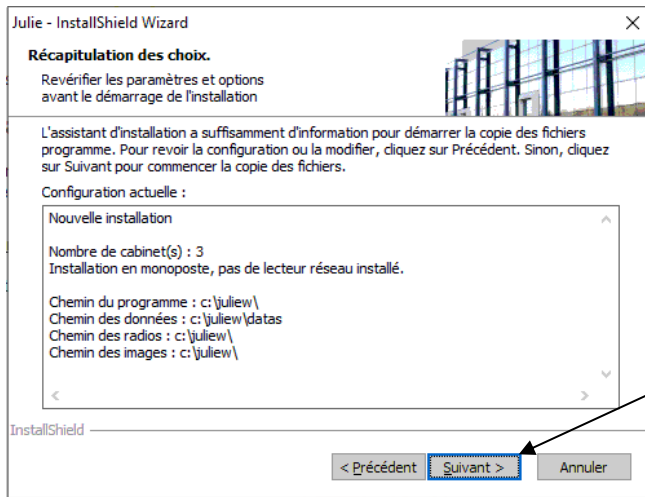 Julie - InstallShield Wizard
Récapitulation des choix.
Revérifier les paramètres et options
avant le démarrage de l'installation
L'assistant d'installation a suffisamment d'information pour démarrer la copie des fichiers
programme. Pour revoir la configuration ou la modifier, cliquez sur Précédent. Sinon, cliquez
sur Suivant pour commencer la copie des fichiers.
Configuration actuelle :
Nouvelle installation
Nombre de cabinet(s) : 3
Installation en monoposte, pas de lecteur réseau installé.
Chemin du programme : c:\juliew\
Chemin des données : c:\juliew\datas
Chemin des radios : c:\juliew\
Chemin des images : c:\juliew\
InstallShield
< Précédent
Suivant >
Annuler